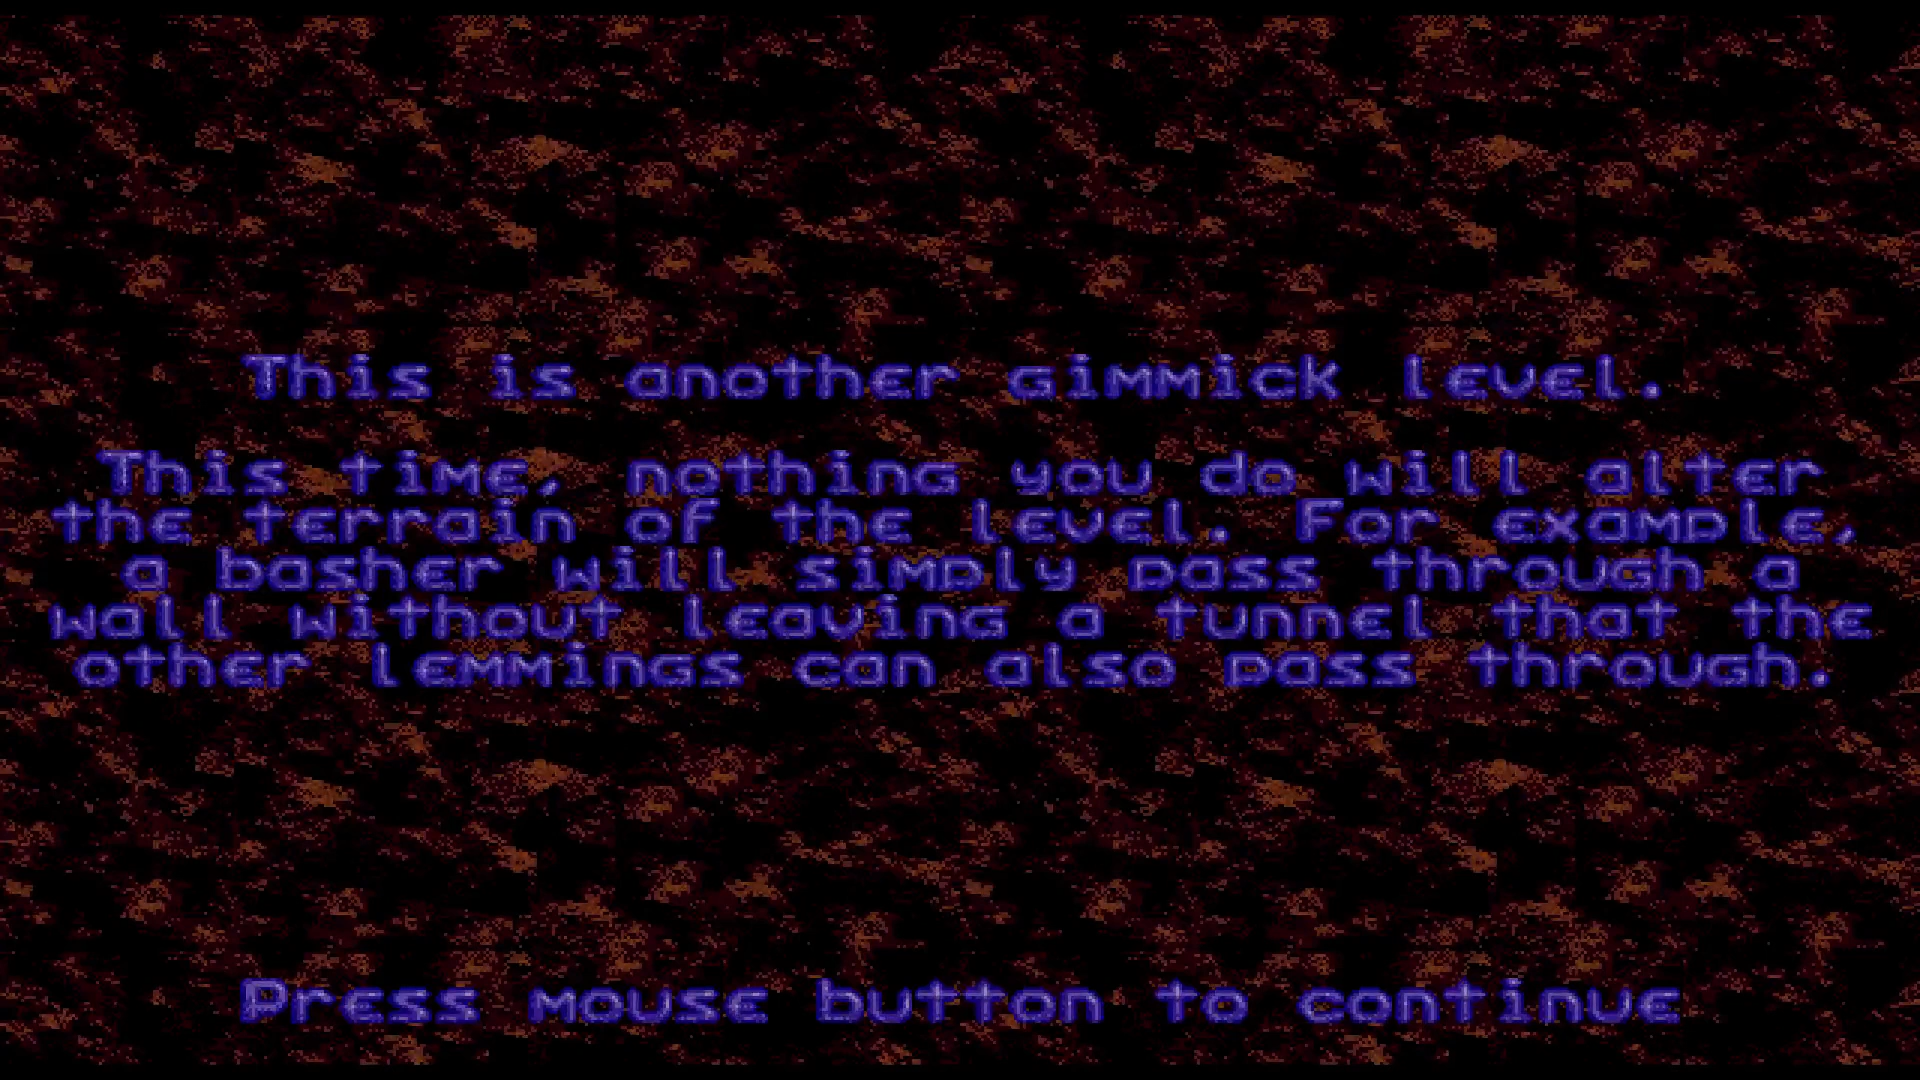 This is another gimmick level.
This time, nothing you do will alter
the terrain of the level. For example,
a basher will simply pass through a
wall without leaving a tunnel that the
other lemmings can also pass through.
Press mouse button to continue